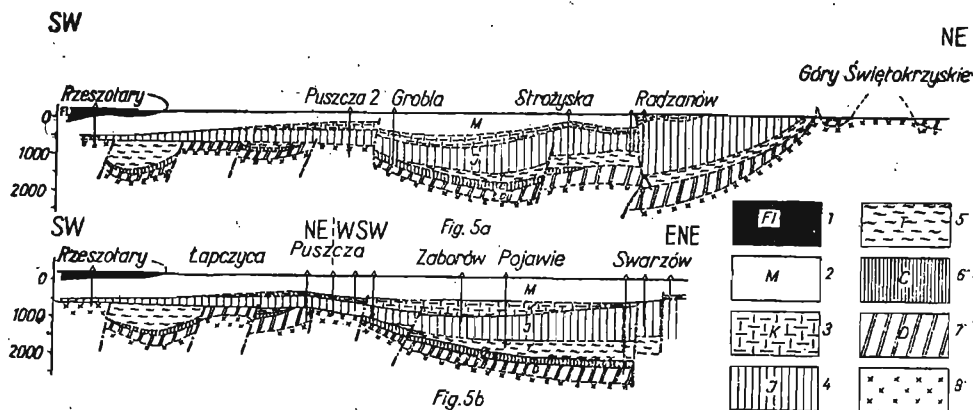 SW
NE
Rzeszotary
Puszcza 2
Grobla
Strożyska
Radzanów
Góry Świętokrzyskie
Fl
M
J
0
1000
2000
Fig. 5a
SW
NE WSW
ENE
Rzeszotary
Łapczyca
Puszcza
Zaborów
Pojawie
Swarzów
M
J
0
1000
2000
Fig. 5b
Fl 1
M 2
K 3
J 4
T 5
C 6
D 7
8